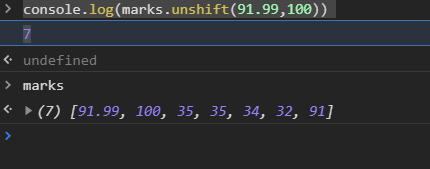 console.log(marks.unshift(91.99,100))
7
undefined
marks
(7) [91.99, 100, 35, 35, 34, 32, 91]